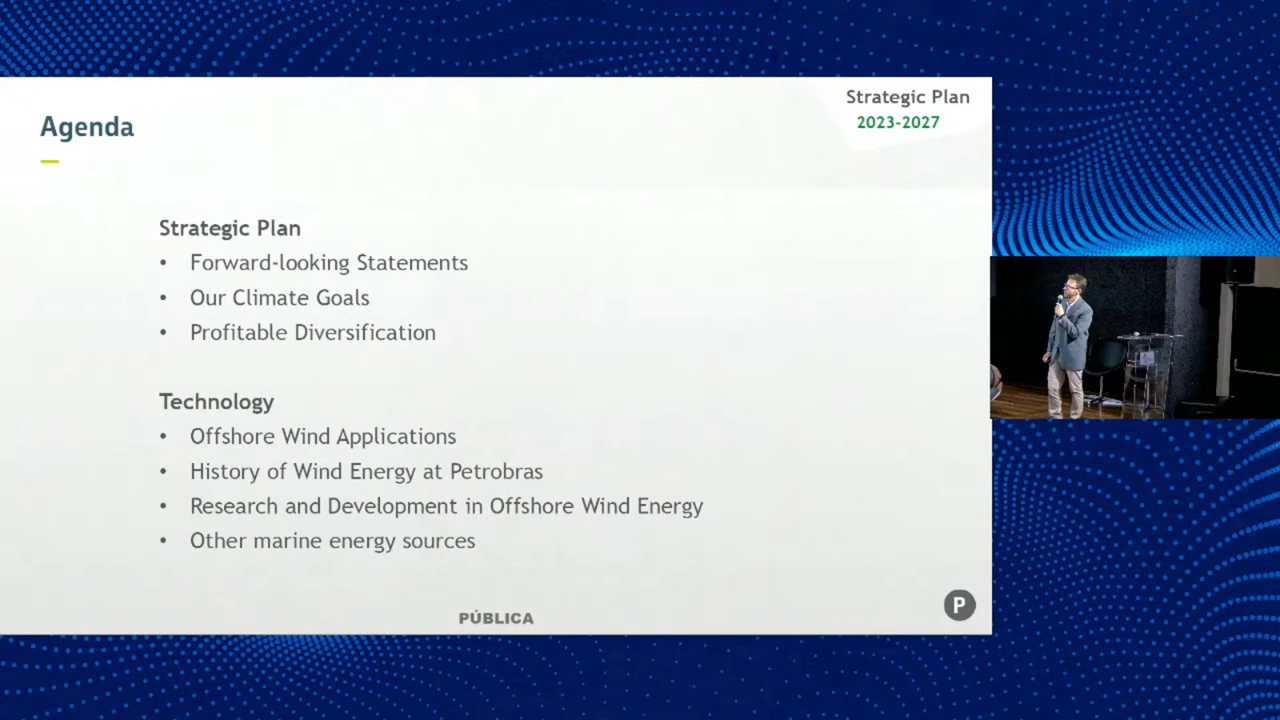 Strategic Plan
2023-2027
Agenda
Strategic Plan
• Forward-looking Statements
• Our Climate Goals
• Profitable Diversification
Technology
• Offshore Wind Applications
• History of Wind Energy at Petrobras
• Research and Development in Offshore Wind Energy
• Other marine energy sources
PÚBLICA
P